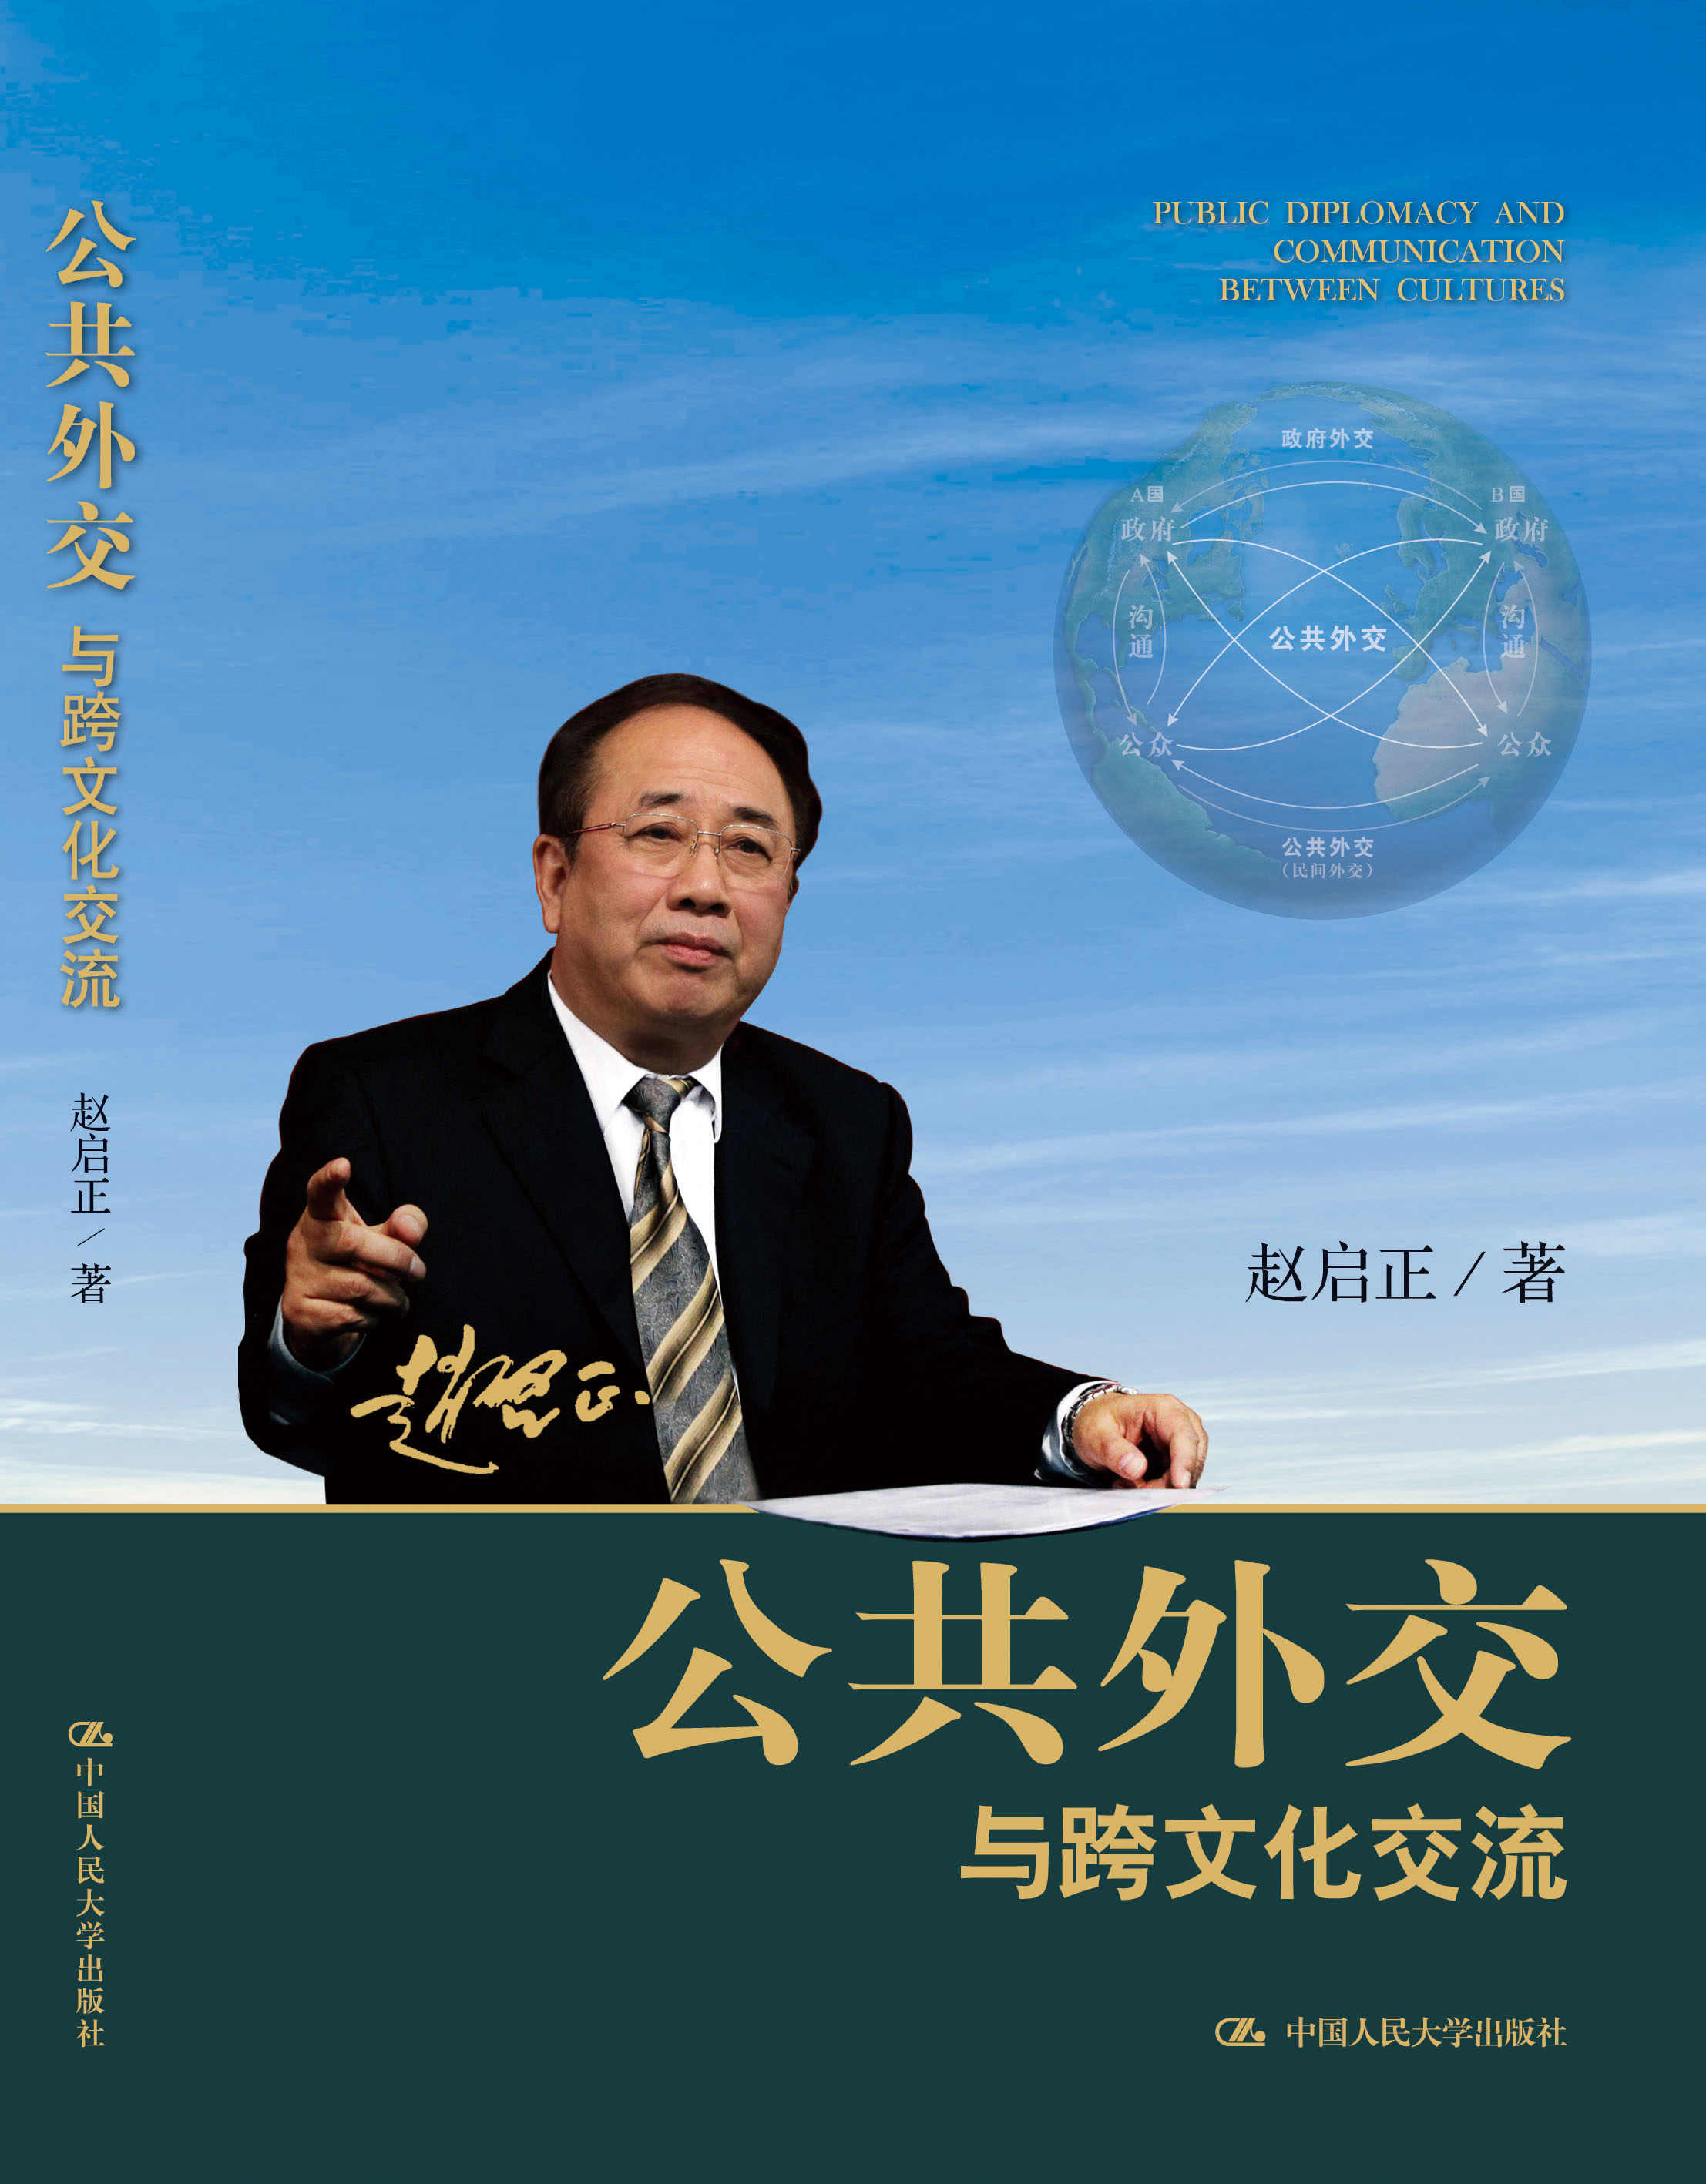 公共外交
与跨文化交流
赵启正/著
中国人民大学出版社
PUBLIC DIPLOMACY AND
COMMUNICATION
BETWEEN CULTURES
政府外交
A国
B国
政府
政府
沟通
公共外交
沟通
公众
公众
公共外交
(民间外交)
赵启正/著
趙啓正
公共外交
与跨文化交流
中国人民大学出版社